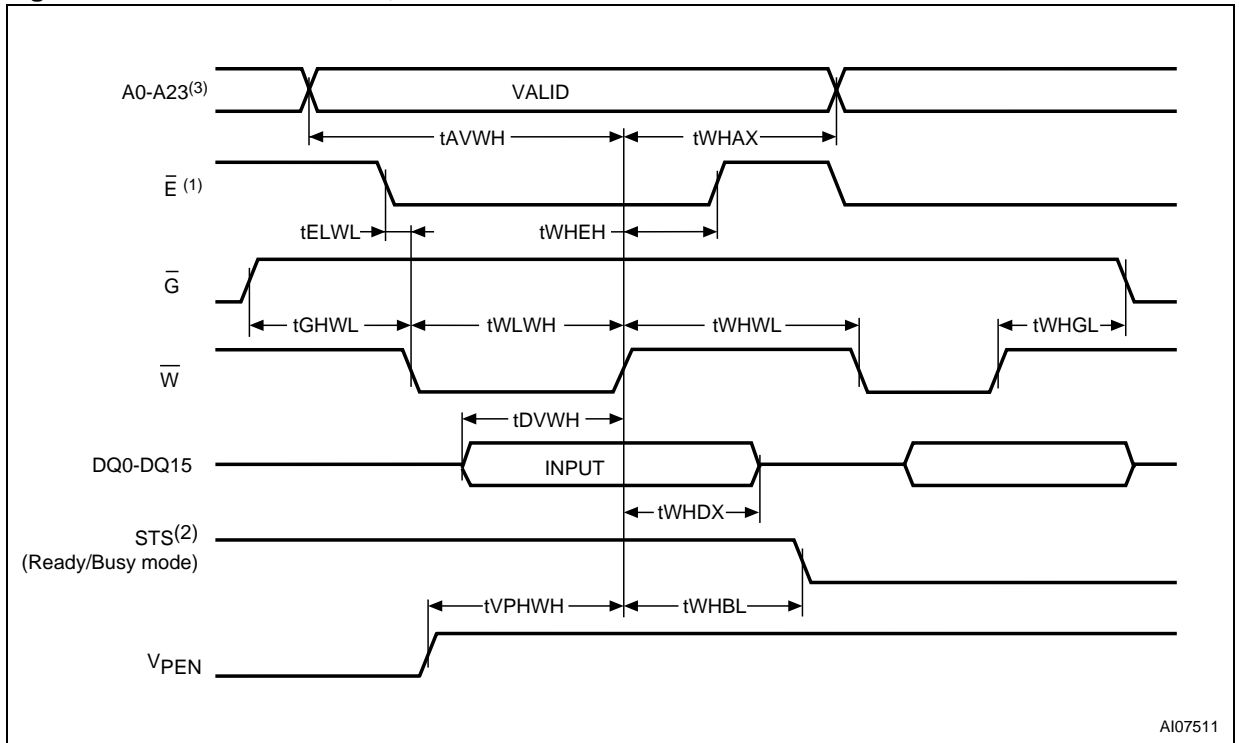 A0-A23(3)
VALID
tAVWH
tWHAX
E (1)
tELWL
tWHEH
G
tGHWL
tWLWH
tWHWL
tWHGL
W
tDVWH
DQ0-DQ15
INPUT
tWHDX
STS(2)
(Ready/Busy mode)
tVPHWH
tWHBL
VPEN
AI07511